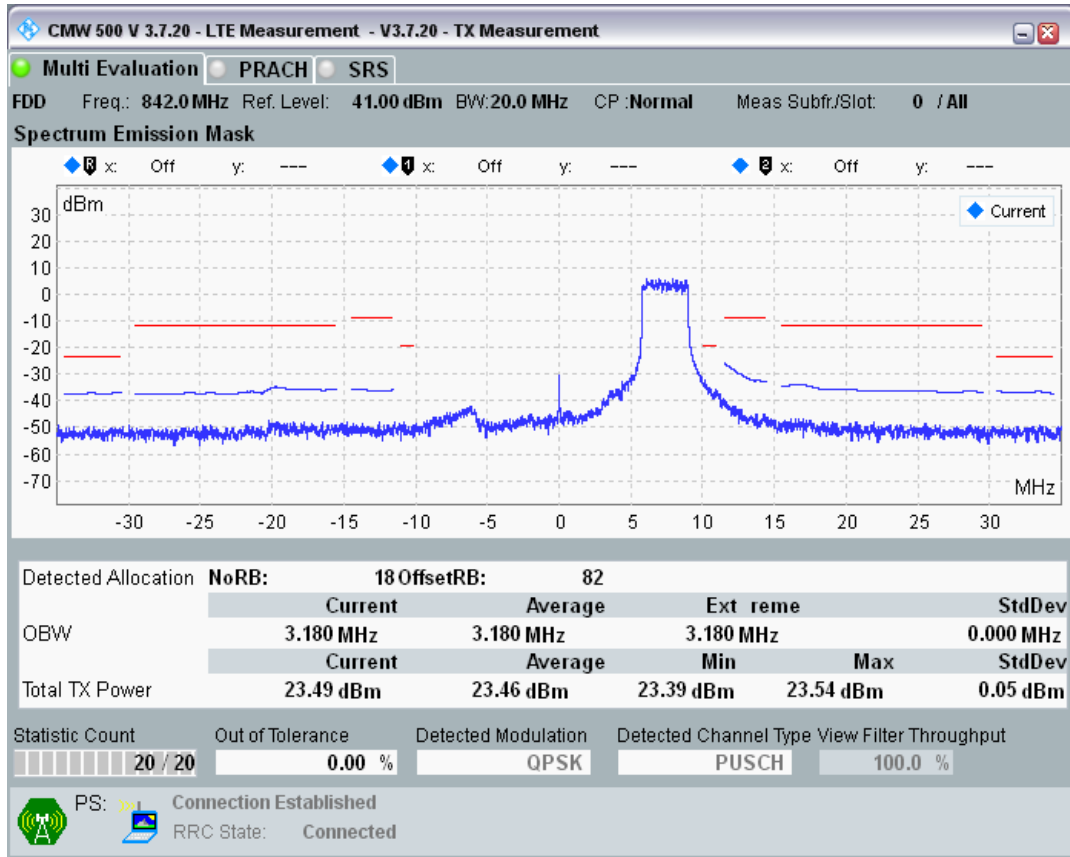 CMW 500 V 3.7.20 - LTE Measurement - V3.7.20 - TX Measurement
Multi Evaluation PRACH SRS
FDD Freq.: 842.0 MHz Ref. Level: 41.00 dBm BW: 20.0 MHz CP :Normal Meas Subfr./Slot: 0 / All
Spectrum Emission Mask
R x: Off y: --- 1 x: Off y: --- 2 x: Off y: ---
dBm
Current
30
20
10
0
-10
-20
-30
-40
-50
-60
-70
MHz
-30 -25 -20 -15 -10 -5 0 5 10 15 20 25 30
Detected Allocation NoRB: 18 OffsetRB: 82
Current Average Ext reme StdDev
OBW 3.180 MHz 3.180 MHz 3.180 MHz 0.000 MHz
Current Average Min Max StdDev
Total TX Power 23.49 dBm 23.46 dBm 23.39 dBm 23.54 dBm 0.05 dBm
Statistic Count Out of Tolerance Detected Modulation Detected Channel Type View Filter Throughput
20 / 20 0.00 % QPSK PUSCH 100.0 %
PS: Connection Established
RRC State: Connected